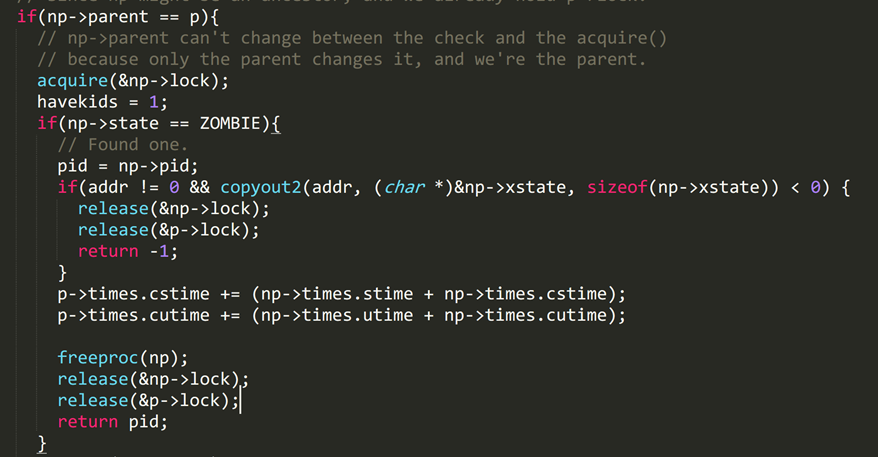 if(np->parent == p){
// np->parent can't change between the check and the acquire()
// because only the parent changes it, and we're the parent.
acquire(&np->lock);
havekids = 1;
if(np->state == ZOMBIE){
// Found one.
pid = np->pid;
if(addr != 0 && copyout2(addr, (char *)&np->xstate, sizeof(np->xstate)) < 0) {
release(&np->lock);
release(&p->lock);
return -1;
}
p->times.cstime += (np->times.stime + np->times.cstime);
p->times.cutime += (np->times.utime + np->times.cutime);
freeproc(np);
release(&np->lock);
release(&p->lock);
return pid;
}